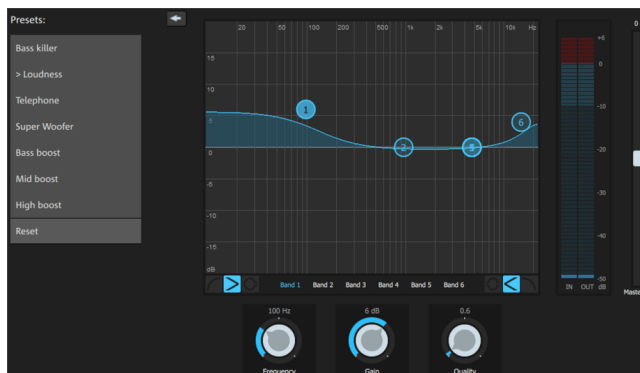 Presets:
Bass killer
> Loudness
Telephone
Super Woofer
Bass boost
Mid boost
High boost
Reset
20 50 100 200 500 1k 2k 5k 10k Hz
15
10
5
0
-5
-10
-15
dB
1
2
5
6
Band 1 Band 2 Band 3 Band 4 Band 5 Band 6
100 Hz 6 dB 0.6
Frequency Gain Quality
+6
0
-10
-20
-30
-40
-50
IN OUT dB
0